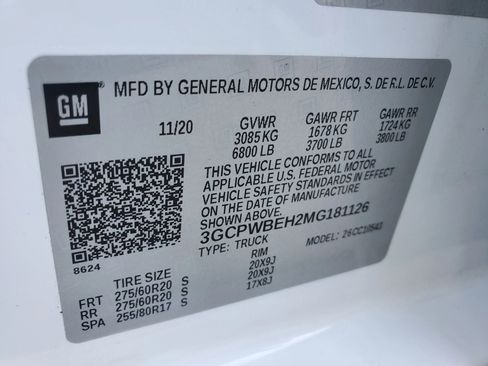 GM
MFD BY GENERAL MOTORS DE MEXICO, S. DE R.L. DE C.V.
11/20 GVWR GAWR FRT GAWR RR
3085 KG 1678 KG 1724 KG
6800 LB 3700 LB 3800 LB
THIS VEHICLE CONFORMS TO ALL
APPLICABLE U.S. FEDERAL MOTOR
VEHICLE SAFETY STANDARDS IN EFFECT
ON THE DATE OF MANUFACTURE
SHOWN ABOVE.
3GCPWBEH2MG181126
TYPE: TRUCK MODEL: 26CC10543
8624
TIRE SIZE RIM
FRT 275/60R20 S 20X9J
RR 275/60R20 S 20X9J
SPA 255/80R17 S 17X8J